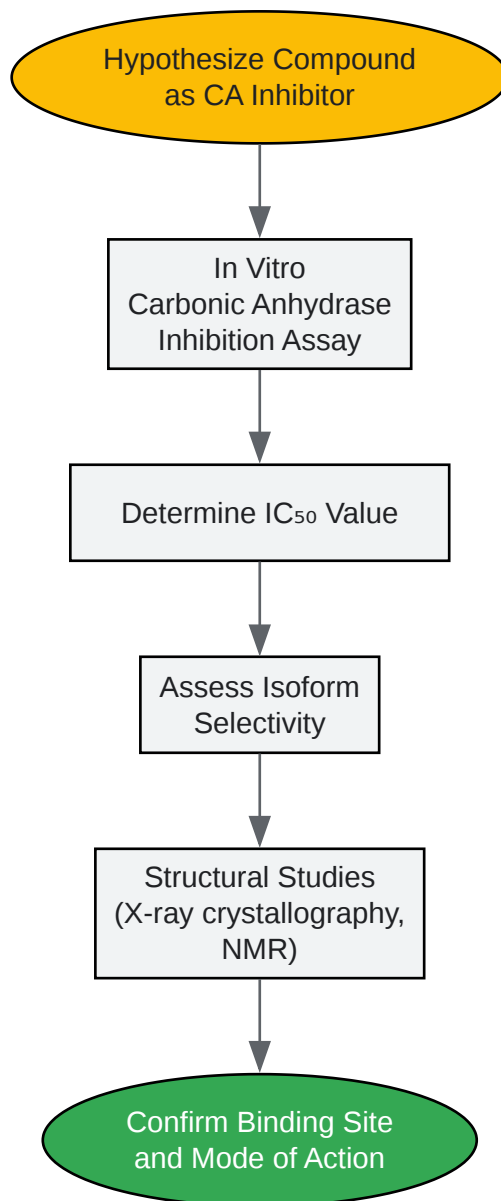 Hypothesize Compound
as CA Inhibitor
In Vitro
Carbonic Anhydrase
Inhibition Assay
Determine IC₅₀ Value
Assess Isoform
Selectivity
Structural Studies
(X-ray crystallography,
NMR)
Confirm Binding Site
and Mode of Action